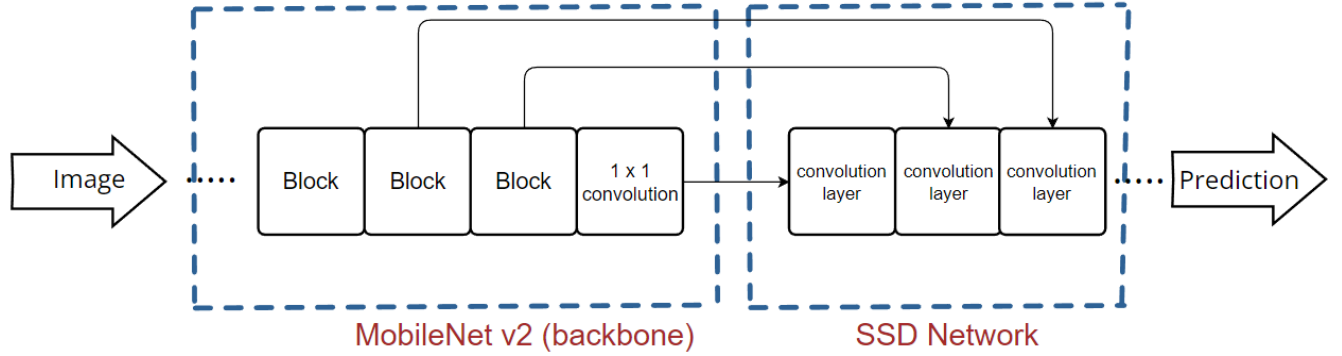 Image
.....
Block
Block
Block
1 x 1
convolution
convolution
layer
convolution
layer
convolution
layer
.....
Prediction
MobileNet v2 (backbone)
SSD Network